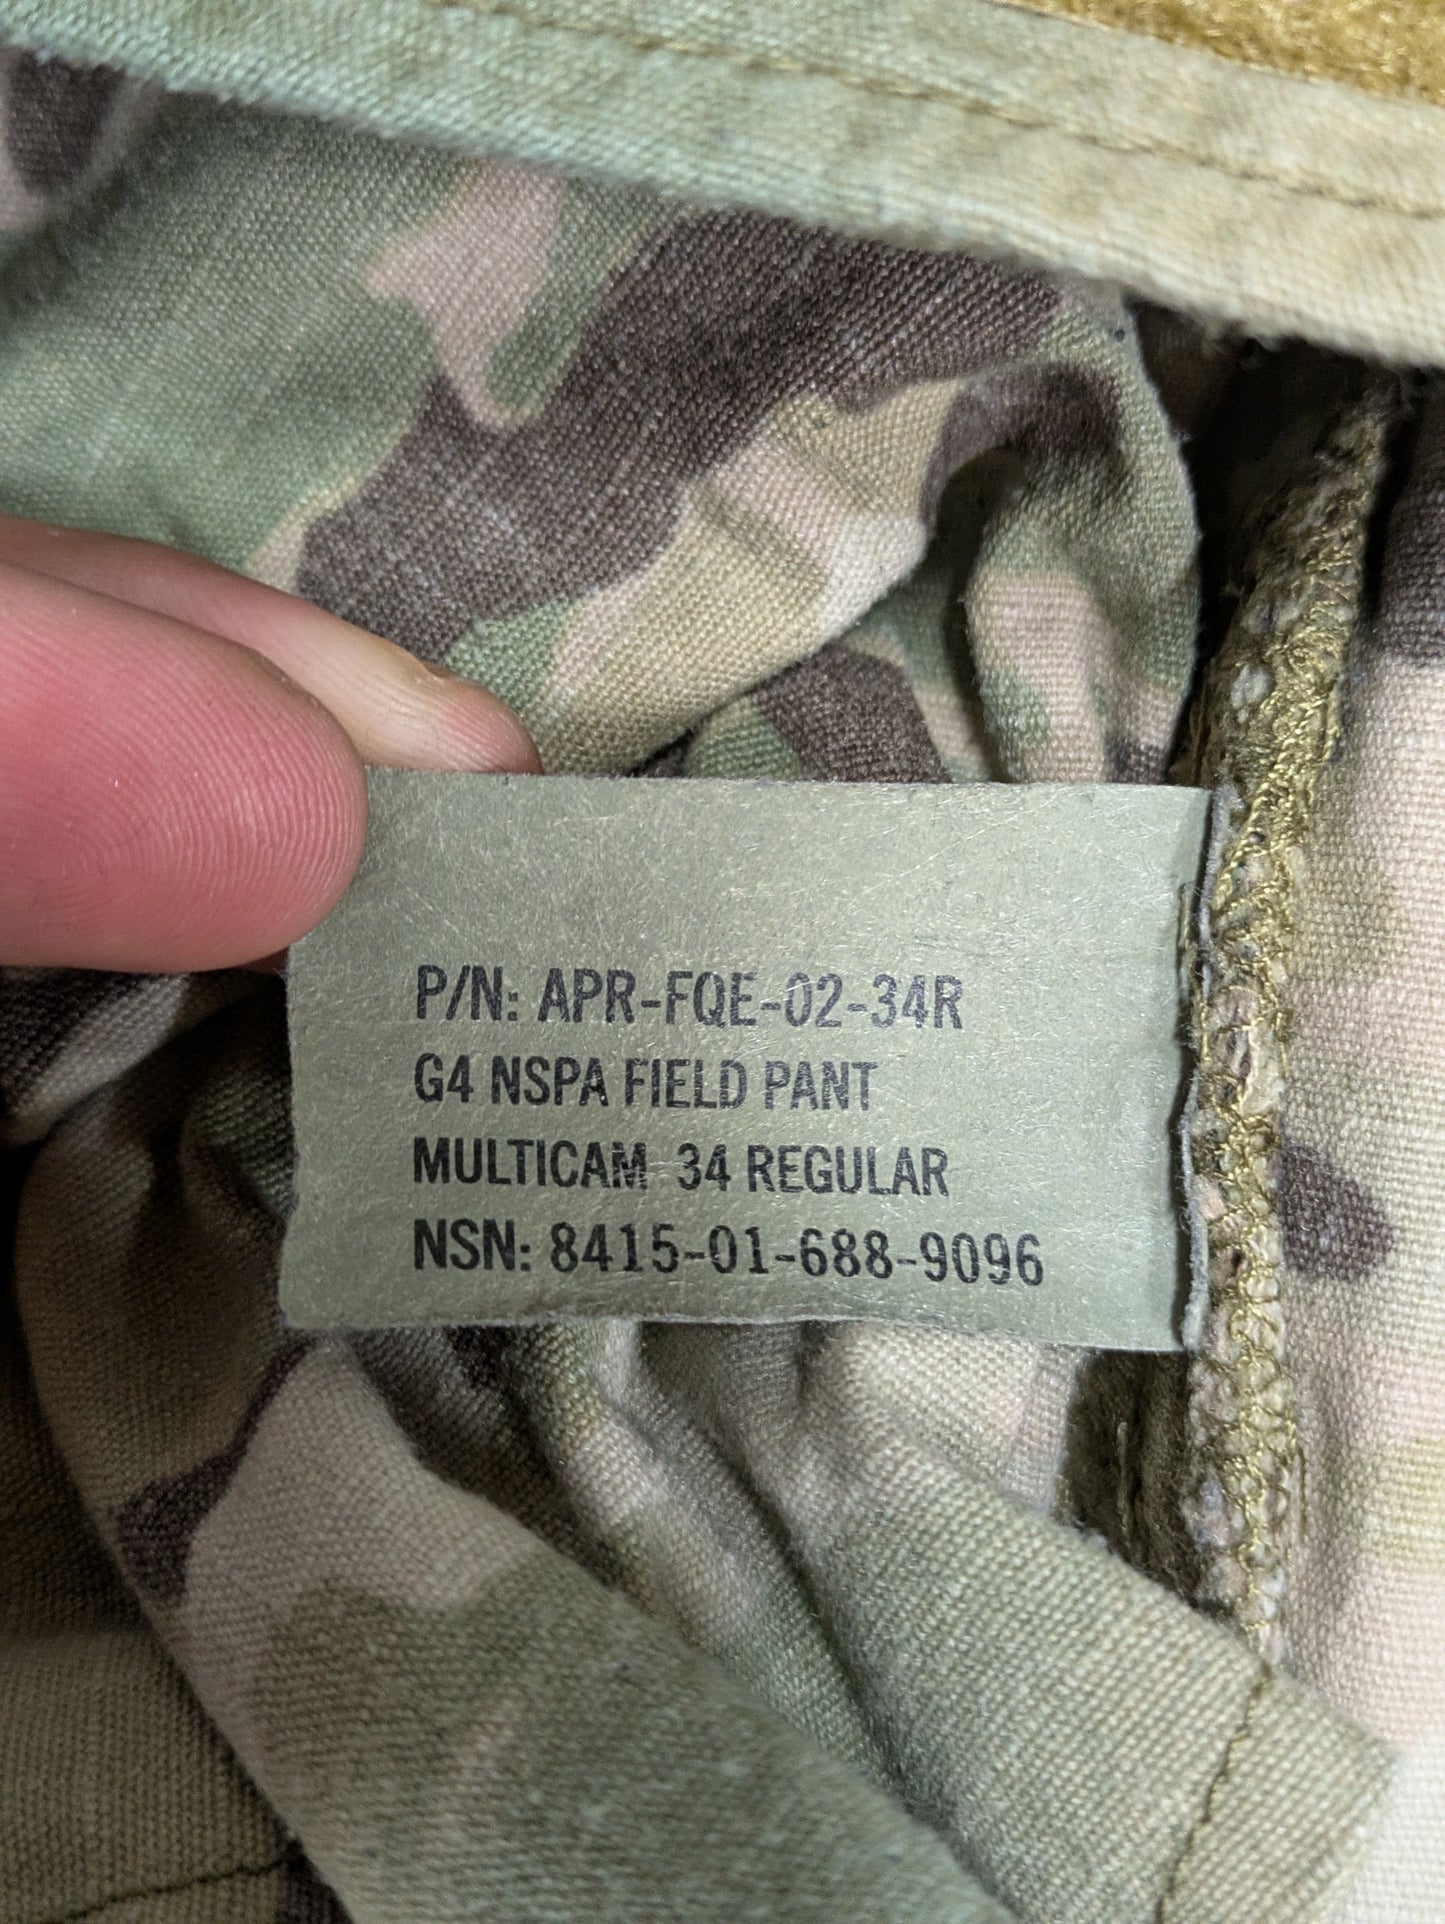 P/N: APR-FQE-02-34R
G4 NSPA FIELD PANT
MULTICAM 34 REGULAR
NSN: 8415-01-688-9096